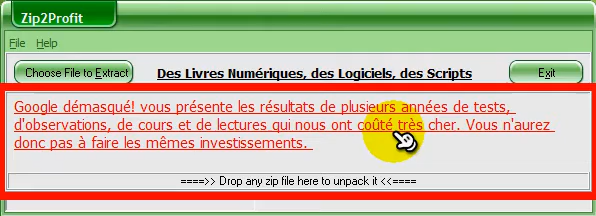 Zip2Profit
File Help
Choose File to Extract
Des Livres Numériques, des Logiciels, des Scripts
Exit
Google démasqué! vous présente les résultats de plusieurs années de tests,
d'observations, de cours et de lectures qui nous ont coûté très cher. Vous n'aurez
donc pas à faire les mêmes investissements.
====>> Drop any zip file here to unpack it <<====